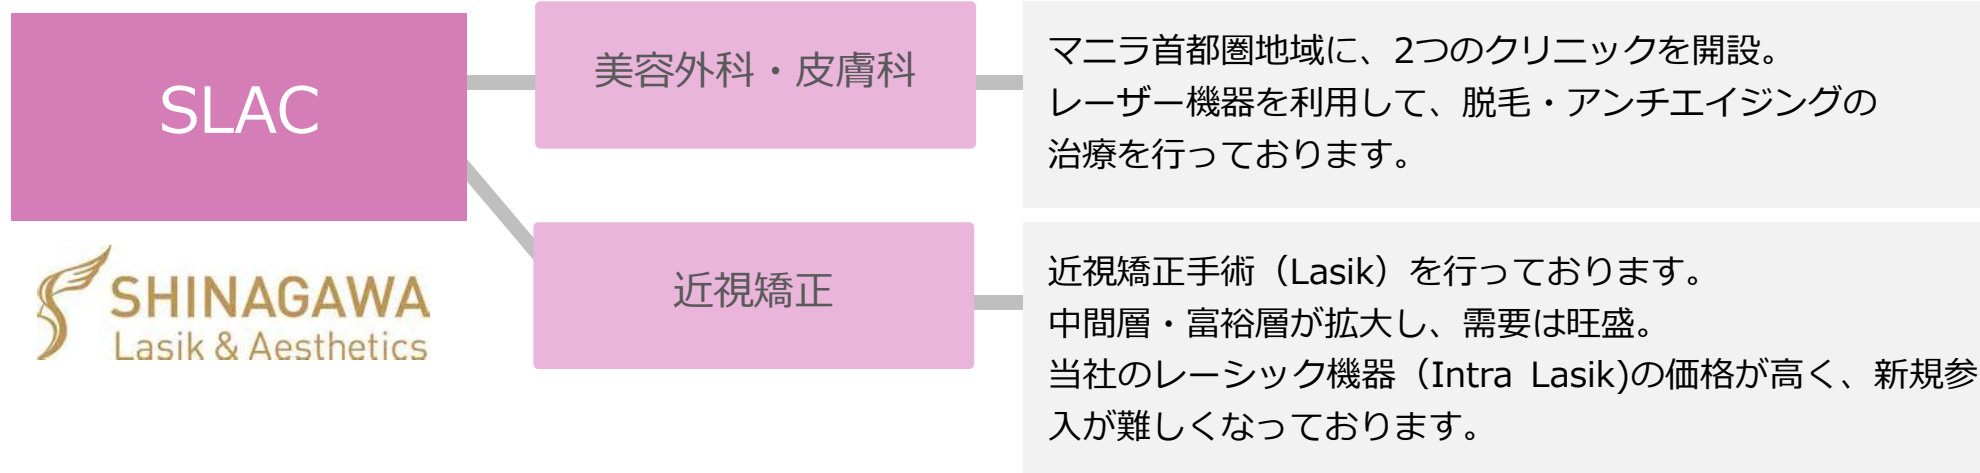 SLAC
SHINAGAWA
Lasik & Aesthetics
美容外科・皮膚科
マニラ首都圏地域に、2つのクリニックを開設。
レーザー機器を利用して、脱毛・アンチエイジングの
治療を行っております。
近視矯正
近視矯正手術（Lasik）を行っております。
中間層・富裕層が拡大し、需要は旺盛。
当社のレーシック機器（Intra Lasik)の価格が高く、新規参
入が難しくなっております。